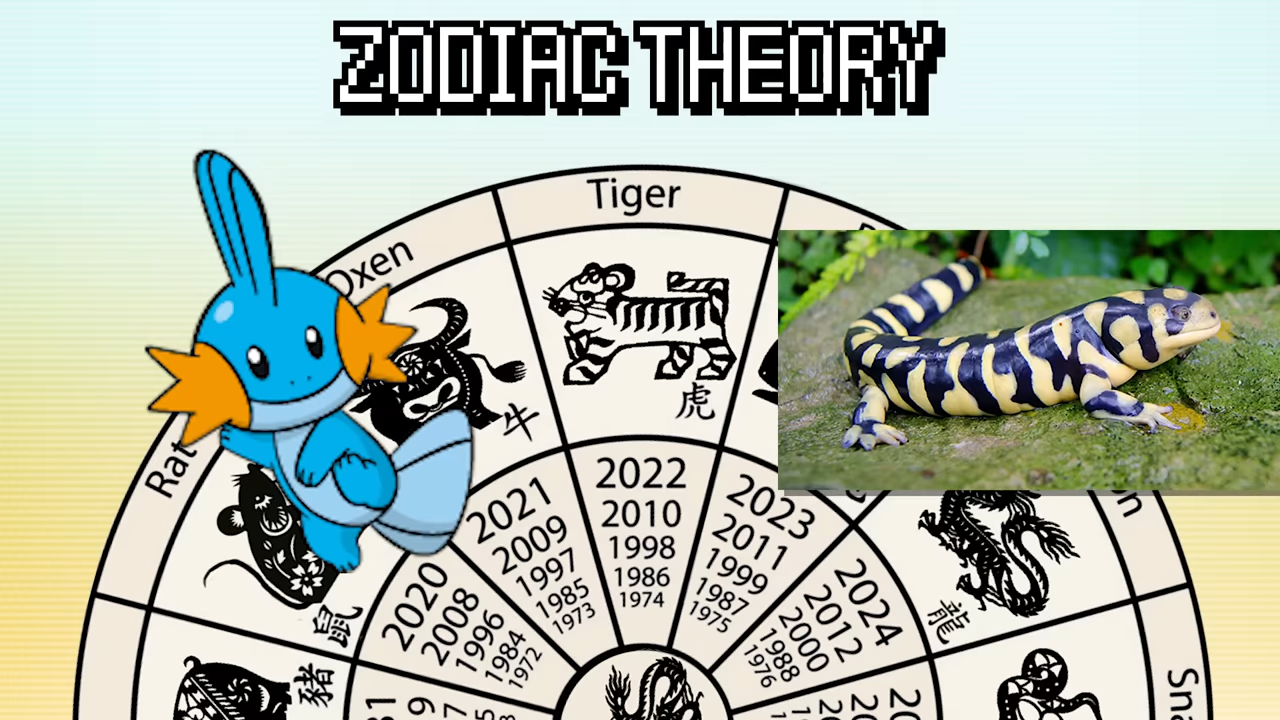 ZODIAC THEORY
Tiger
Oxen
Rat
虎
牛
鼠
豬
龍
2022
2010
1998
1986
1974
2021
2009
1997
1985
1973
2023
2011
1999
1987
1975
2020
2008
1996
1984
1972
2024
2012
2000
1988
1976